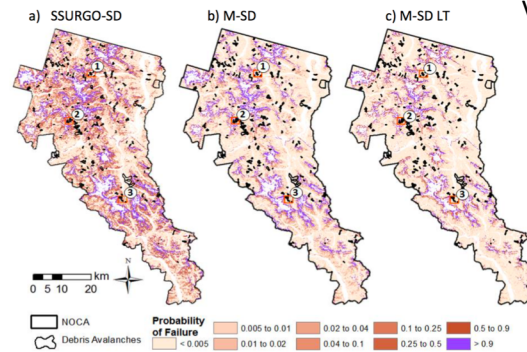 a) SSURGO-SD
b) M-SD
c) M-SD LT
1
1
1
2
2
2
3
3
3
N
0 5 10 20
km
NOCA
Debris Avalanches
Probability
of Failure
< 0.005
0.005 to 0.01
0.01 to 0.02
0.02 to 0.04
0.04 to 0.1
0.1 to 0.25
0.25 to 0.5
0.5 to 0.9
> 0.9